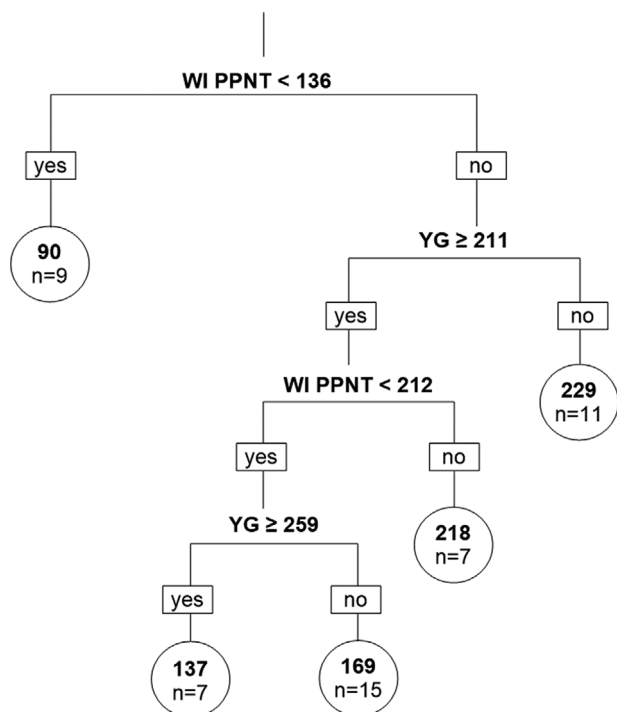 WI PPNT < 136
yes
no
90
n=9
YG ≥ 211
yes
no
WI PPNT < 212
229
n=11
yes
no
YG ≥ 259
218
n=7
yes
no
137
n=7
169
n=15